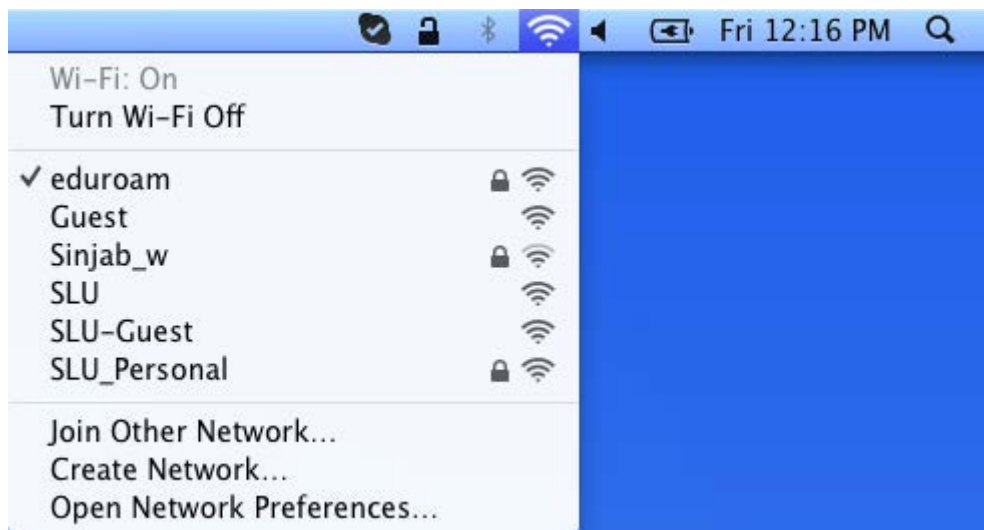 Fri 12:16 PM
Wi-Fi: On
Turn Wi-Fi Off
eduroam
Guest
Sinjab_w
SLU
SLU-Guest
SLU_Personal
Join Other Network...
Create Network...
Open Network Preferences...